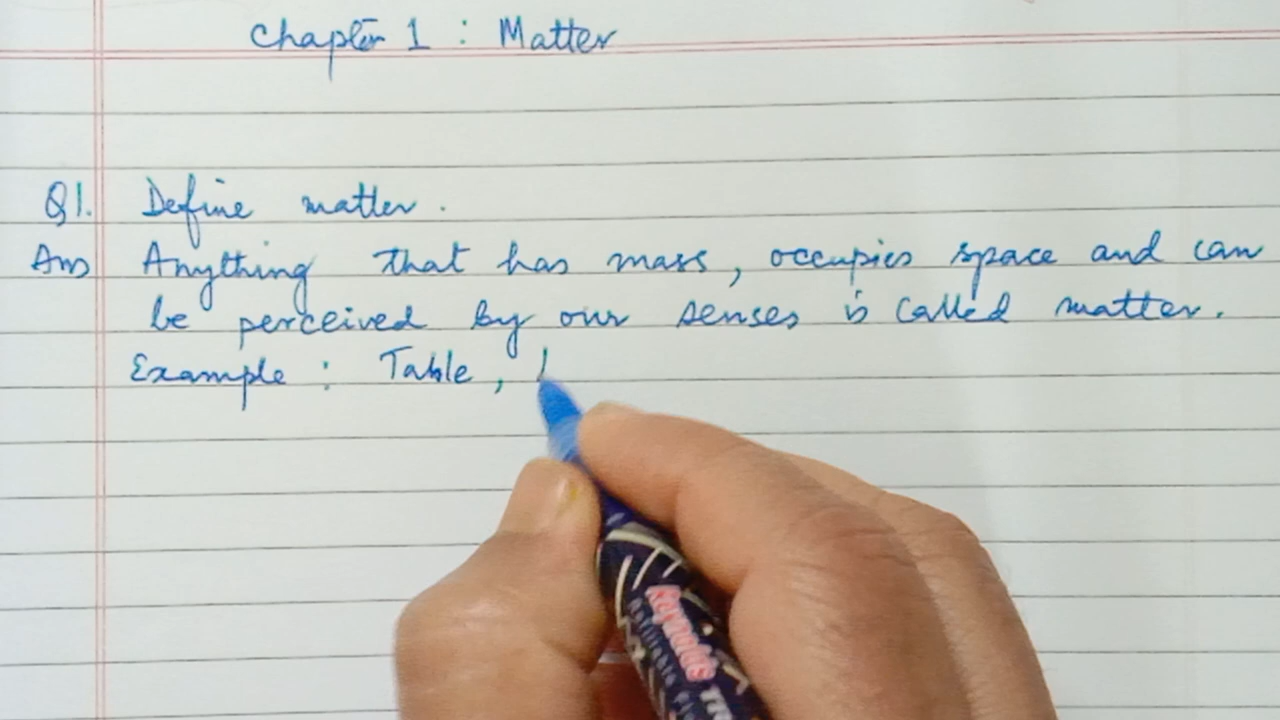 Chapter 1 : Matter
Q1. Define matter.
Ans Anything that has mass, occupies space and can
be perceived by our senses is called matter.
Example : Table,
Reynolds